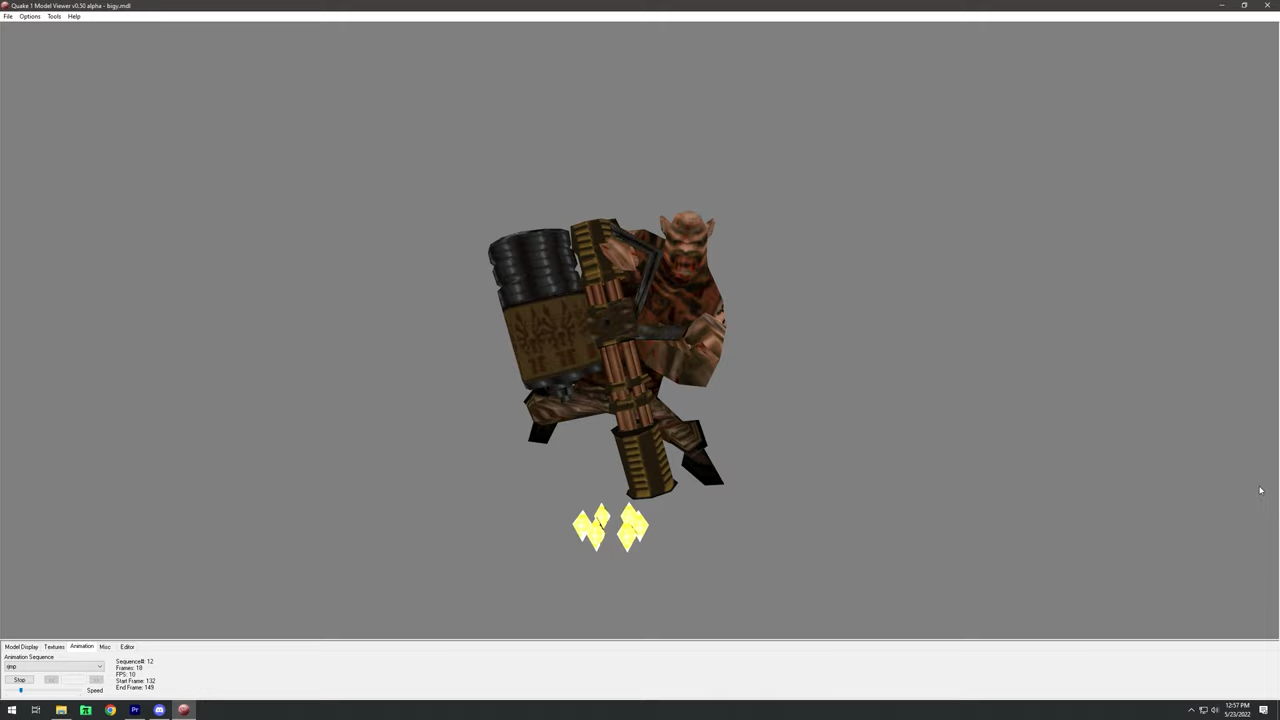 Quake 1 Model Viewer v0.50 alpha - bigy.mdl
File Options Tools Help
Model Display Textures Animation Misc Editor
Animation Sequence
Stop
Speed
Sequence#: 12
Frames: 18
FPS: 10
Start Frame: 132
End Frame: 149
Pr
12:57 PM
5/23/2022